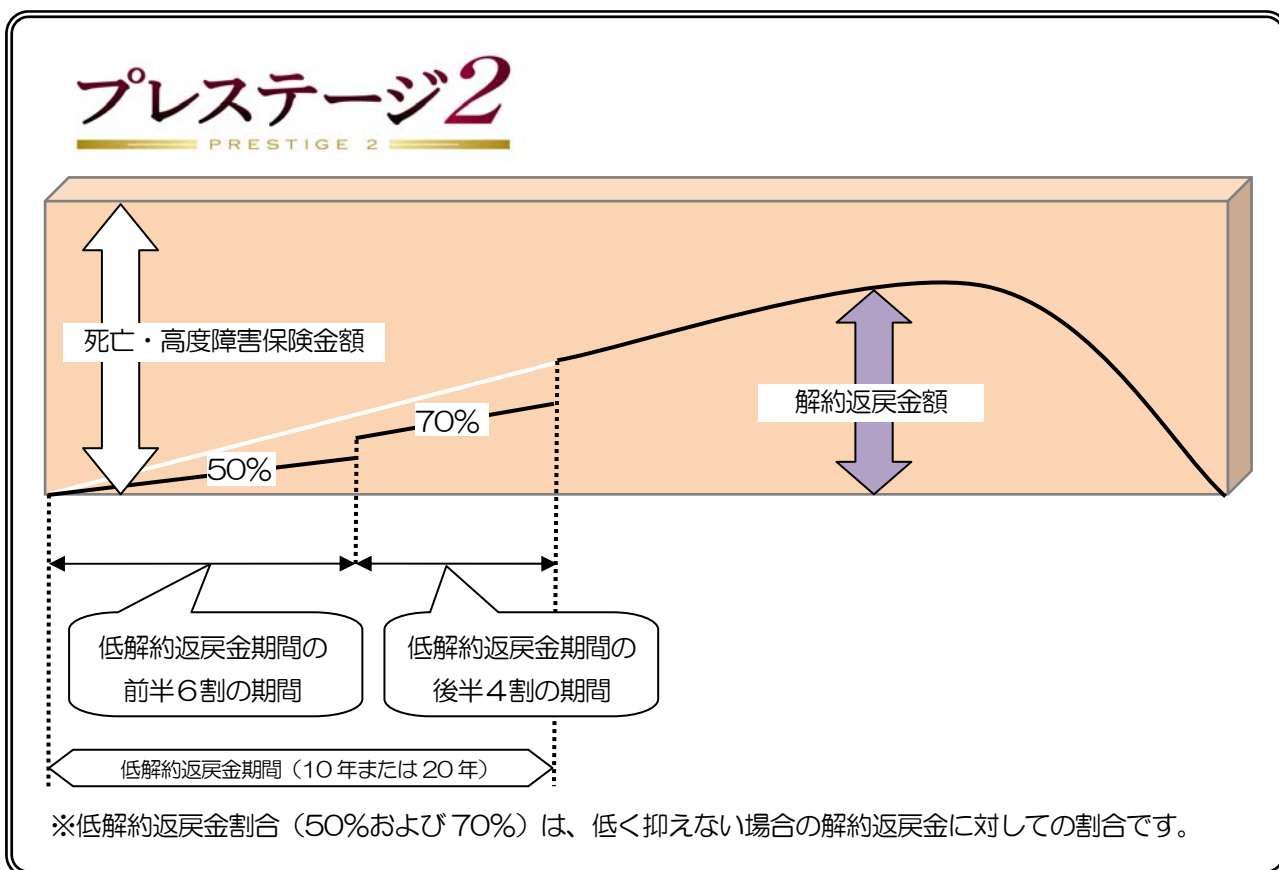 プレステージ2
PRESTIGE 2
死亡・高度障害保険金額
50%
70%
解約返戻金額
低解約返戻金期間の
前半6割の期間
低解約返戻金期間の
後半4割の期間
低解約返戻金期間（10年または20年）
※低解約返戻金割合（50%および70%）は、低く抑えない場合の解約返戻金に対しての割合です。